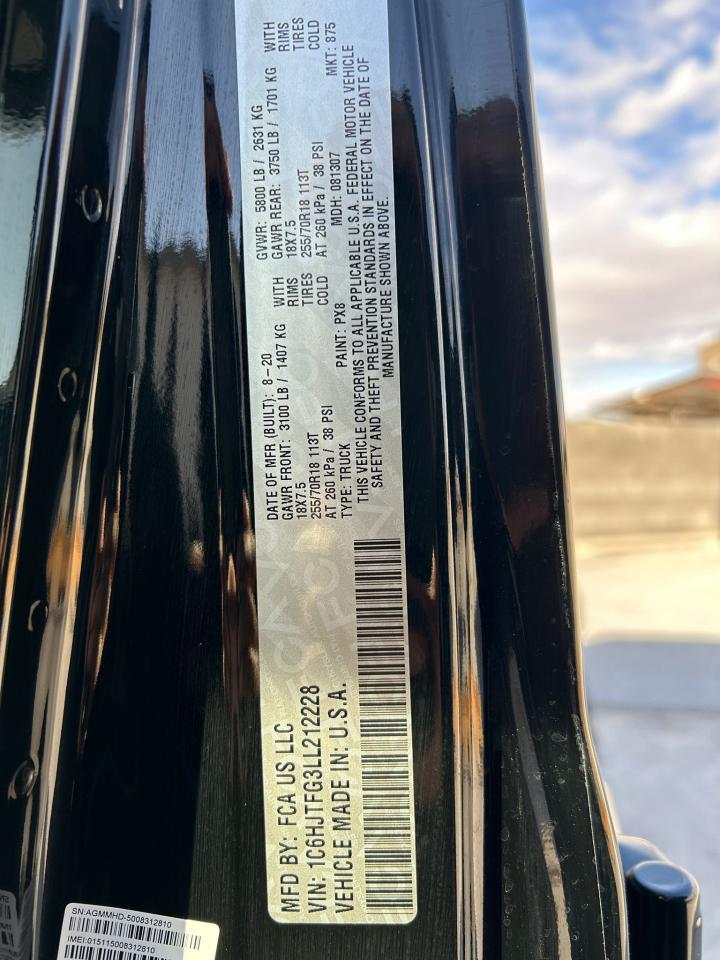 MFD BY: FCA US LLC
VIN: 1C6HJTFG3LL212228
VEHICLE MADE IN: U.S.A.
DATE OF MFR (BUILT): 8-20
GAWR FRONT: 3100 LB / 1407 KG WITH
18X7.5 RIMS
255/70R18 113T TIRES
AT 260 kPa / 38 PSI COLD
TYPE: TRUCK PAINT: PX8
GVWR: 5800 LB / 2631 KG
GAWR REAR: 3750 LB / 1701 KG WITH
18X7.5 RIMS
255/70R18 113T TIRES
AT 260 kPa / 38 PSI COLD
MDH: 081307 MKT: 875
THIS VEHICLE CONFORMS TO ALL APPLICABLE U.S.A. FEDERAL MOTOR VEHICLE
SAFETY AND THEFT PREVENTION STANDARDS IN EFFECT ON THE DATE OF
MANUFACTURE SHOWN ABOVE.
SN:AGMMHD-5008312810
IMEI:015115008312810